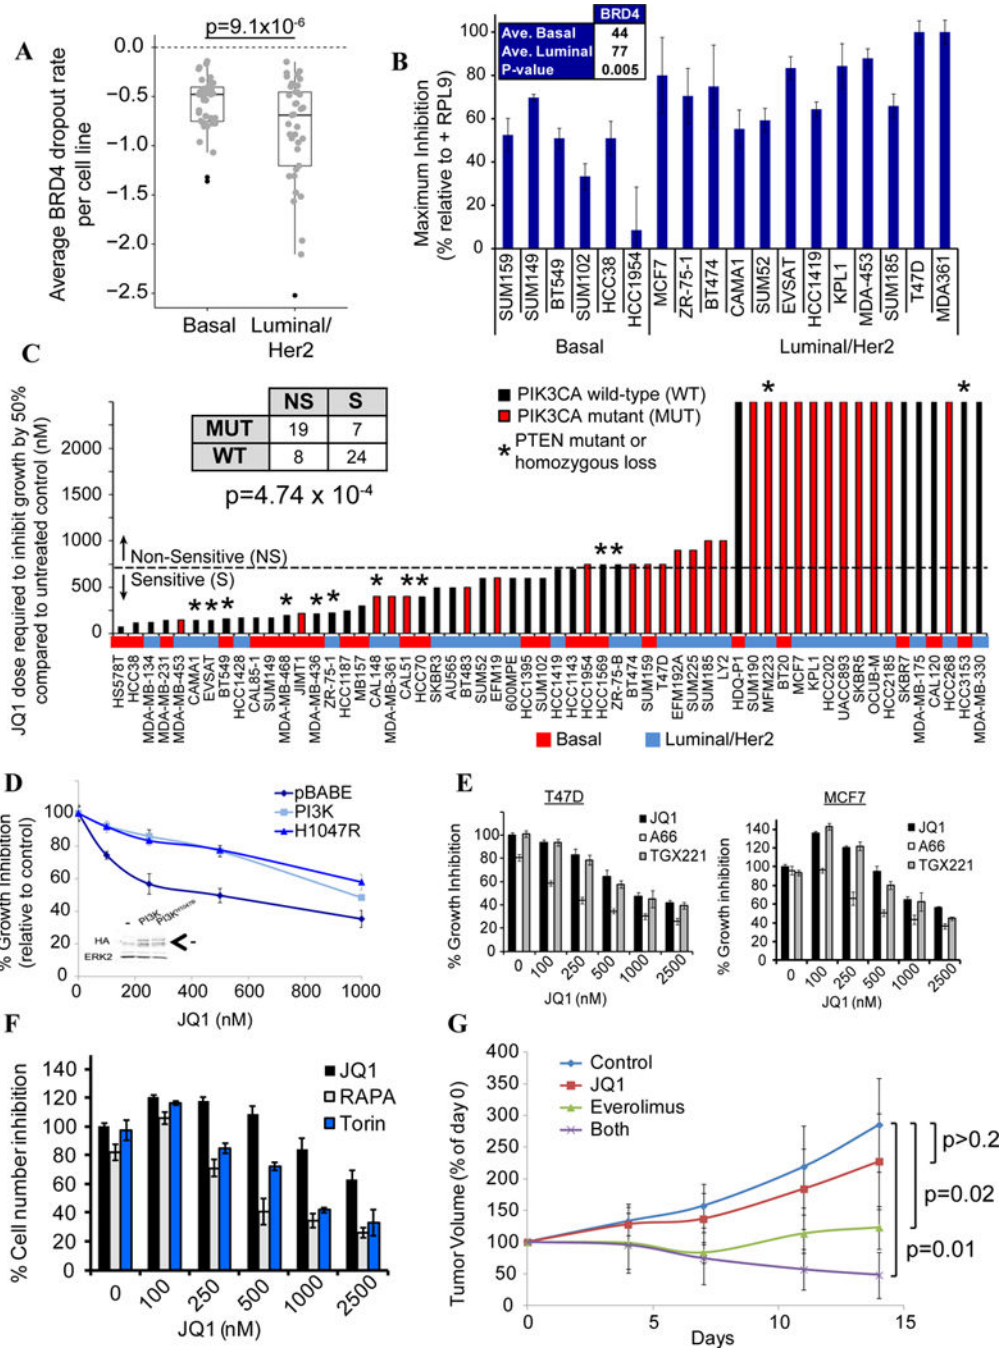 A
p=9.1x10-6
Average BRD4 dropout rate
per cell line
0.0
−0.5
−1.0
−1.5
−2.0
−2.5
Basal
Luminal/
Her2
B
BRD4
Ave. Basal 44
Ave. Luminal 77
P-value 0.005
Maximum Inhibition
(% relative to + RPL9)
100
80
60
40
20
0
SUM159
SUM149
BT549
SUM102
HCC38
HCC1954
MCF7
ZR-75-1
BT474
CAMA1
SUM52
EVSAT
HCC1419
KPL1
MDA-453
SUM185
T47D
MDA361
Basal
Luminal/Her2
C
NS S
MUT 19 7
WT 8 24
p=4.74 x 10-4
PIK3CA wild-type (WT)
PIK3CA mutant (MUT)
* PTEN mutant or
homozygous loss
JQ1 dose required to inhibit growth by 50%
compared to untreated control (nM)
2500
1500
1000
500
0
Non-Sensitive (NS)
Sensitive (S)
HS578T
HCC38
MDA-MB-134
MDA-MB-231
MDA-MB-453
CAMA1
EVSAT
BT549
HCC1428
CAL85-1
SUM149
MDA-MB-468
JIMT1
MDA-MB-436
ZR-75-1
HCC1187
MB157
CAL148
MDA-MB-361
CAL51
HCC70
SKBR3
AU565
BT483
SUM52
EFM19
600MPE
HCC1395
SUM102
HCC1419
HCC1143
HCC1954
HCC1569
ZR-75-B
BT474
SUM159
T47D
EFM192A
SUM225
SUM185
LY2
HDQ-P1
SUM190
MFM223
BT20
MCF7
KPL1
HCC202
UACC893
SKBR5
OCUB-M
HCC2185
SKBR7
MDA-MB-175
CAL120
HCC2688
HCC3153
MDA-MB-330
Basal
Luminal/Her2
D
% Growth Inhibition
(relative to control)
100
80
60
40
20
0
pBABE
PI3K
H1047R
-
PI3K
HA
ERK2
0
200
400
600
800
1000
JQ1 (nM)
E
T47D
% Growth Inhibition
100
80
60
40
20
0
JQ1
A66
TGX221
0
100
250
500
1000
2500
JQ1 (nM)
MCF7
% Growth inhibition
140
120
100
80
60
40
20
0
JQ1
A66
TGX221
0
100
250
500
1000
2500
JQ1 (nM)
F
% Cell number inhibition
140
120
100
80
60
40
20
0
JQ1
RAPA
Torin
0
100
250
500
1000
2500
JQ1 (nM)
G
Tumor Volume (% of day 0)
400
350
300
250
200
150
100
50
0
Control
JQ1
Everolimus
Both
p>0.2
p=0.02
p=0.01
0
5
10
15
Days